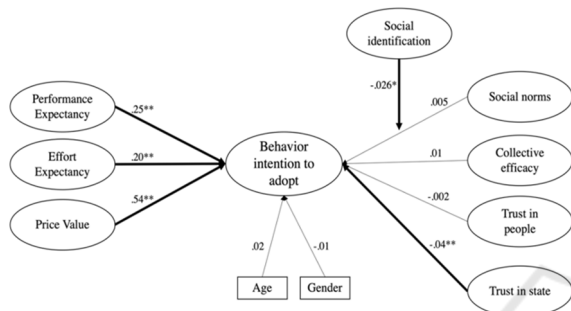 Social
identification
-.026*
Performance
Expectancy
.25**
Effort
Expectancy
.20**
Price Value
.54**
Behavior
intention to
adopt
.005
Social norms
.01
Collective
efficacy
-.002
Trust in
people
-.04**
Trust in state
.02
-.01
Age
Gender